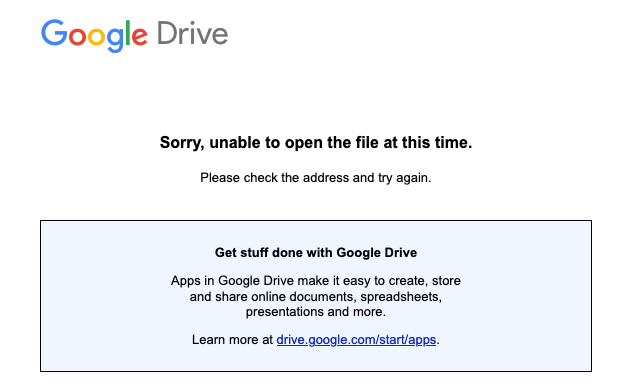 Google Drive
Sorry, unable to open the file at this time.
Please check the address and try again.
Get stuff done with Google Drive
Apps in Google Drive make it easy to create, store
and share online documents, spreadsheets,
presentations and more.
Learn more at drive.google.com/start/apps.